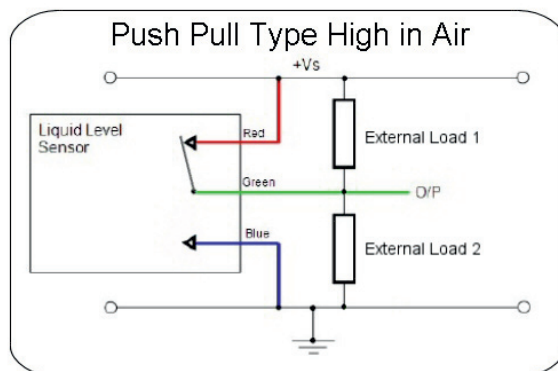 Push Pull Type High in Air
+Vs
Liquid Level
Sensor
Red
External Load 1
Green
O/P
Blue
External Load 2